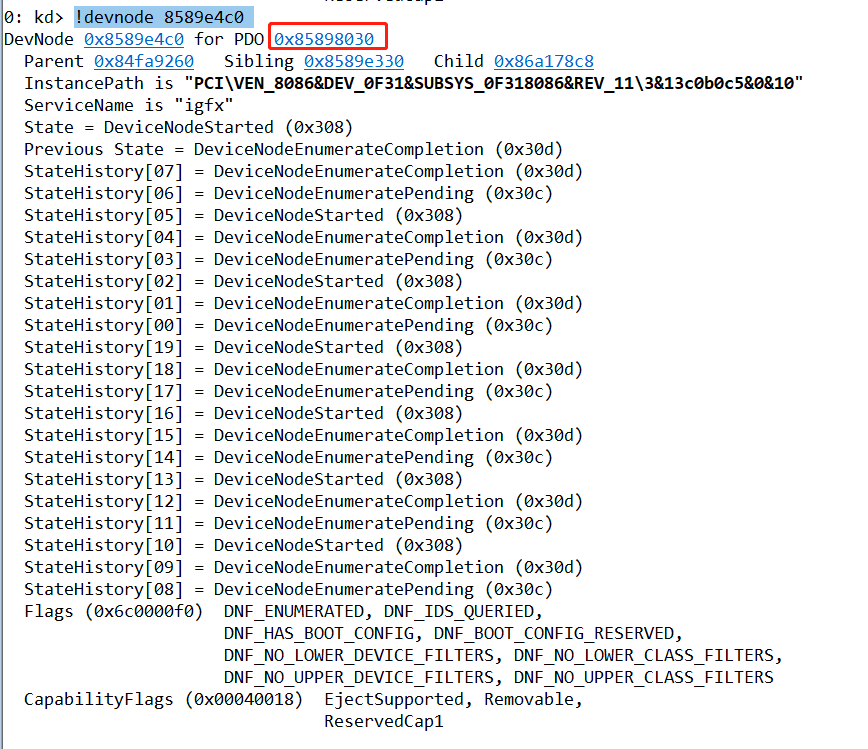 0: kd> !devnode 8589e4c0
DevNode 0x8589e4c0 for PDO 0x85898030
Parent 0x84fa9260   Sibling 0x8589e330   Child 0x86a178c8
InstancePath is "PCI\VEN_8086&DEV_0F31&SUBSYS_0F318086&REV_11\3&13c0b0c5&0&10"
ServiceName is "igfx"
State = DeviceNodeStarted (0x308)
Previous State = DeviceNodeEnumerateCompletion (0x30d)
StateHistory[07] = DeviceNodeEnumerateCompletion (0x30d)
StateHistory[06] = DeviceNodeEnumeratePending (0x30c)
StateHistory[05] = DeviceNodeStarted (0x308)
StateHistory[04] = DeviceNodeEnumerateCompletion (0x30d)
StateHistory[03] = DeviceNodeEnumeratePending (0x30c)
StateHistory[02] = DeviceNodeStarted (0x308)
StateHistory[01] = DeviceNodeEnumerateCompletion (0x30d)
StateHistory[00] = DeviceNodeEnumeratePending (0x30c)
StateHistory[19] = DeviceNodeStarted (0x308)
StateHistory[18] = DeviceNodeEnumerateCompletion (0x30d)
StateHistory[17] = DeviceNodeEnumeratePending (0x30c)
StateHistory[16] = DeviceNodeStarted (0x308)
StateHistory[15] = DeviceNodeEnumerateCompletion (0x30d)
StateHistory[14] = DeviceNodeEnumeratePending (0x30c)
StateHistory[13] = DeviceNodeStarted (0x308)
StateHistory[12] = DeviceNodeEnumerateCompletion (0x30d)
StateHistory[11] = DeviceNodeEnumeratePending (0x30c)
StateHistory[10] = DeviceNodeStarted (0x308)
StateHistory[09] = DeviceNodeEnumerateCompletion (0x30d)
StateHistory[08] = DeviceNodeEnumeratePending (0x30c)
Flags (0x6c0000f0)  DNF_ENUMERATED, DNF_IDS_QUERIED,
DNF_HAS_BOOT_CONFIG, DNF_BOOT_CONFIG_RESERVED,
DNF_NO_LOWER_DEVICE_FILTERS, DNF_NO_LOWER_CLASS_FILTERS,
DNF_NO_UPPER_DEVICE_FILTERS, DNF_NO_UPPER_CLASS_FILTERS
CapabilityFlags (0x00040018)  EjectSupported, Removable,
ReservedCap1